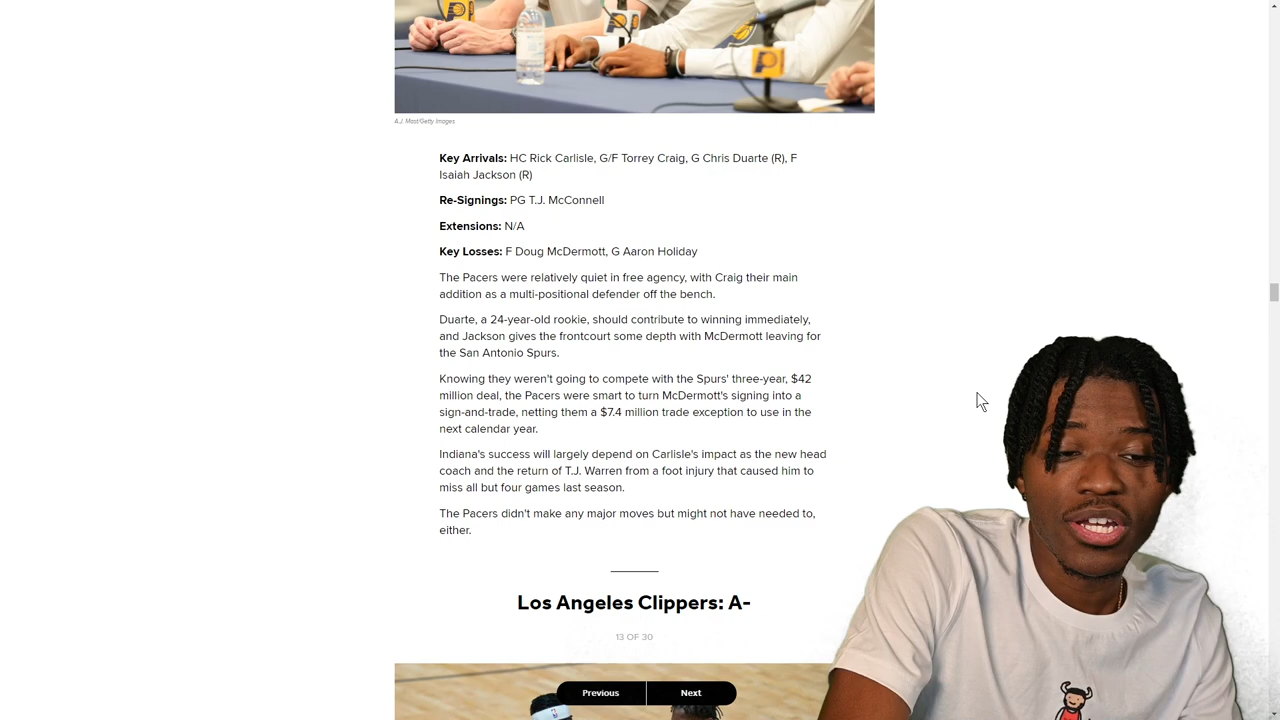 A.J. Mast/Getty Images
Key Arrivals: HC Rick Carlisle, G/F Torrey Craig, G Chris Duarte (R), F
Isaiah Jackson (R)
Re-Signings: PG T.J. McConnell
Extensions: N/A
Key Losses: F Doug McDermott, G Aaron Holiday
The Pacers were relatively quiet in free agency, with Craig their main
addition as a multi-positional defender off the bench.
Duarte, a 24-year-old rookie, should contribute to winning immediately,
and Jackson gives the frontcourt some depth with McDermott leaving for
the San Antonio Spurs.
Knowing they weren't going to compete with the Spurs' three-year, $42
million deal, the Pacers were smart to turn McDermott's signing into a
sign-and-trade, netting them a $7.4 million trade exception to use in the
next calendar year.
Indiana's success will largely depend on Carlisle's impact as the new head
coach and the return of T.J. Warren from a foot injury that caused him to
miss all but four games last season.
The Pacers didn't make any major moves but might not have needed to,
either.
Los Angeles Clippers: A-
13 OF 30
Previous
Next